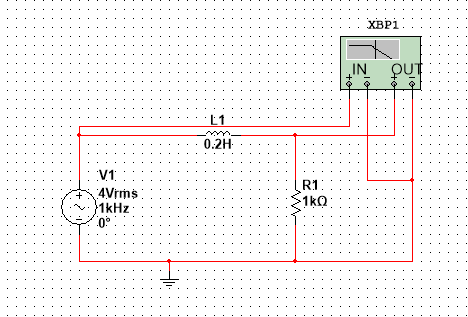 XBP1
IN OUT
+ − + −
L1
0.2H
V1
4Vrms
1kHz
0°
+
−
R1
1kΩ